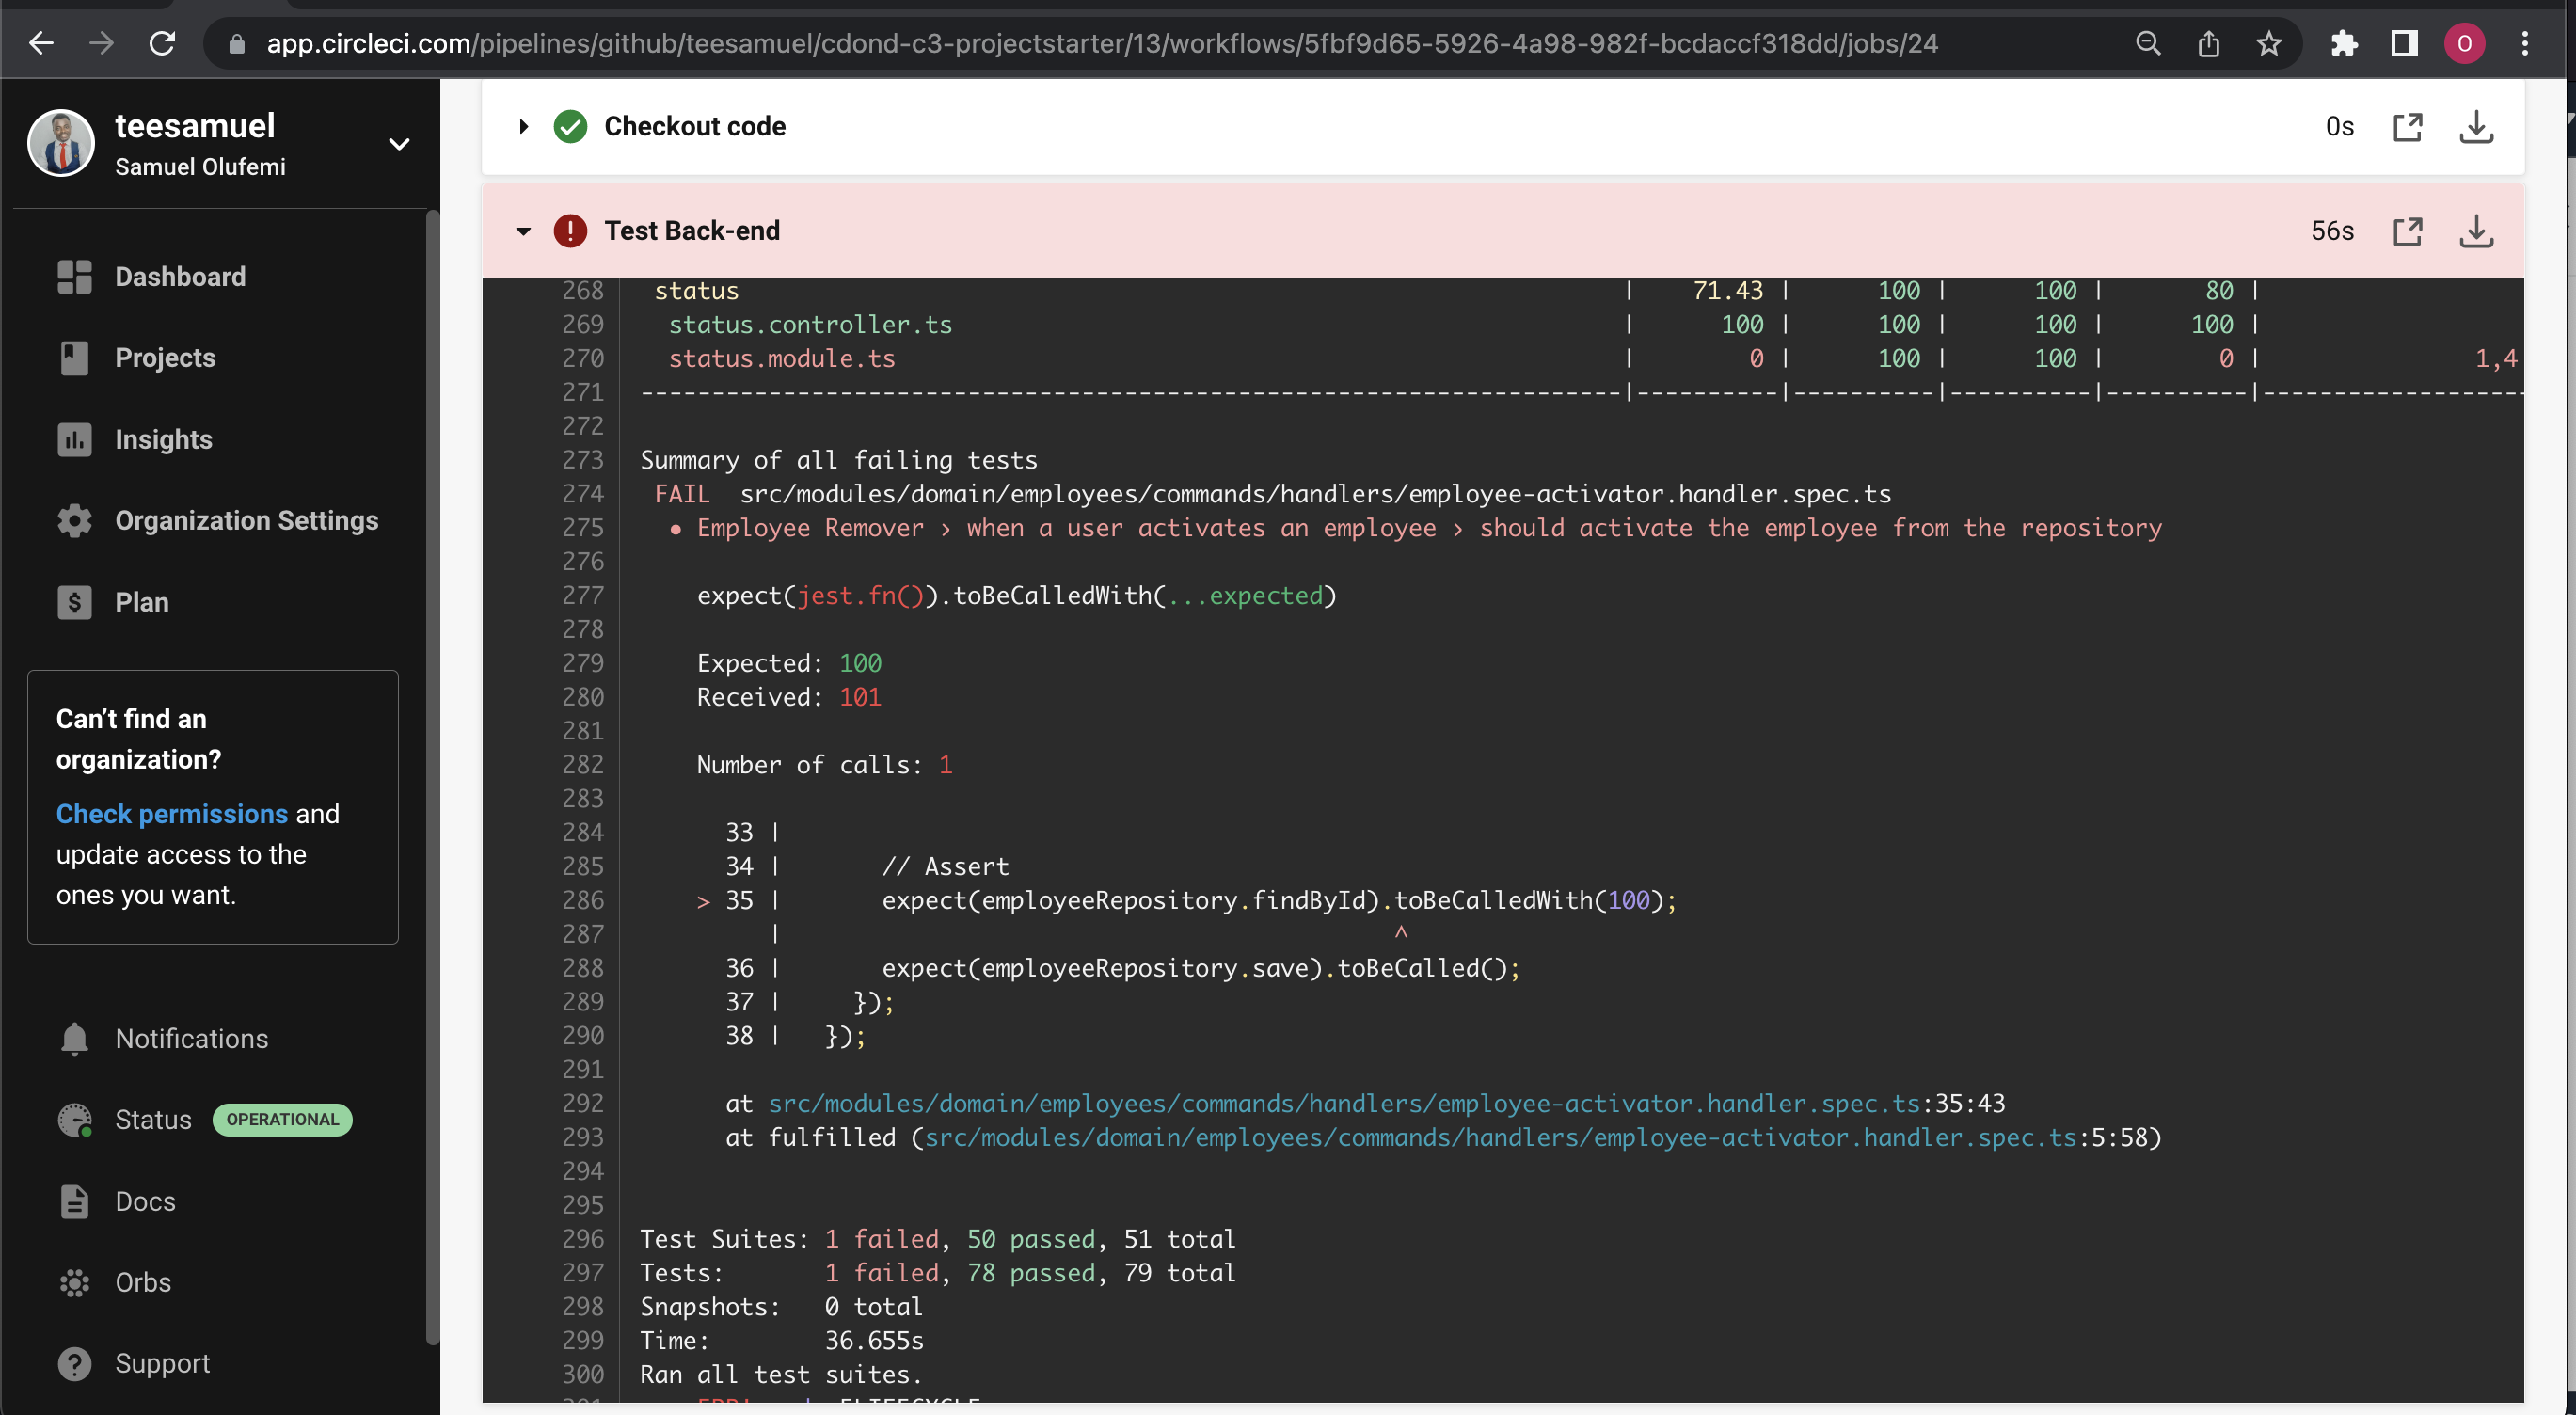 app.circleci.com/pipelines/github/teesamuel/cdond-c3-projectstarter/13/workflows/5fbf9d65-5926-4a98-982f-bcdaccf318dd/jobs/24
O
teesamuel
Samuel Olufemi
Dashboard
Projects
Insights
Organization Settings
Plan
Can’t find an
organization?
Check permissions and
update access to the
ones you want.
Notifications
Status OPERATIONAL
Docs
Orbs
Support
Checkout code 0s
Test Back-end 56s
268 status | 71.43 | 100 | 100 | 80 |
269 status.controller.ts | 100 | 100 | 100 | 100 |
270 status.module.ts | 0 | 100 | 100 | 0 | 1,4
271 ---------------------------------------------------------------------|----------|----------|----------|----------|-------------------
272
273 Summary of all failing tests
274 FAIL src/modules/domain/employees/commands/handlers/employee-activator.handler.spec.ts
275 ● Employee Remover › when a user activates an employee › should activate the employee from the repository
276
277 expect(jest.fn()).toBeCalledWith(...expected)
278
279 Expected: 100
280 Received: 101
281
282 Number of calls: 1
283
284 33 |
285 34 | // Assert
286 > 35 | expect(employeeRepository.findById).toBeCalledWith(100);
287 | ^
288 36 | expect(employeeRepository.save).toBeCalled();
289 37 | });
290 38 | });
291
292 at src/modules/domain/employees/commands/handlers/employee-activator.handler.spec.ts:35:43
293 at fulfilled (src/modules/domain/employees/commands/handlers/employee-activator.handler.spec.ts:5:58)
294
295
296 Test Suites: 1 failed, 50 passed, 51 total
297 Tests: 1 failed, 78 passed, 79 total
298 Snapshots: 0 total
299 Time: 36.655s
300 Ran all test suites.